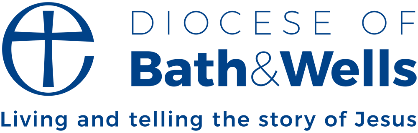 DIOCESE OF
Bath&Wells
Living and telling the story of Jesus